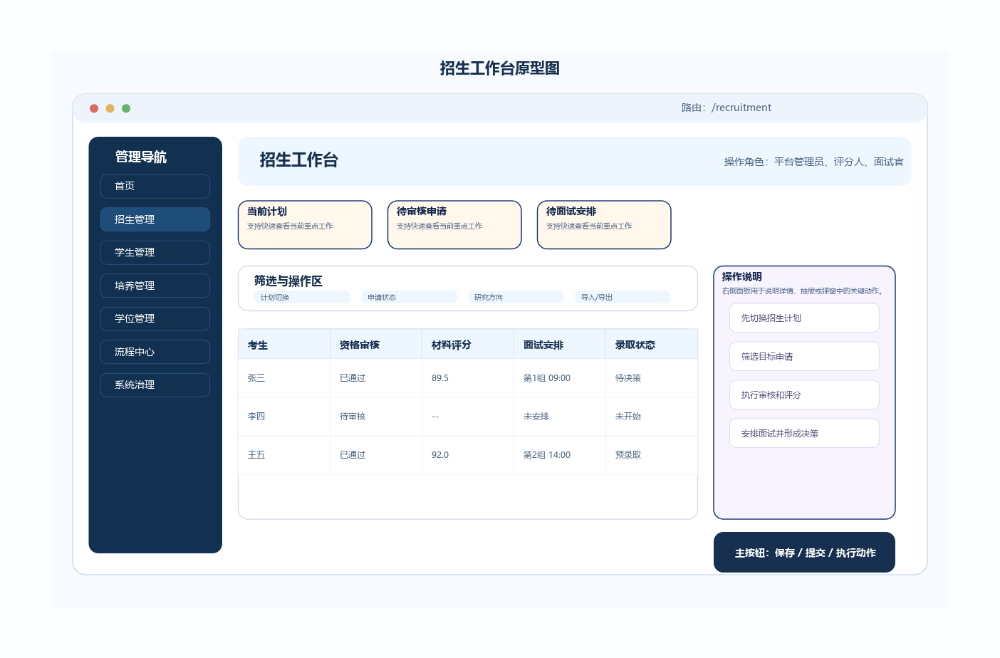 招生工作台原型图
路由：/recruitment
管理导航
首页
招生管理
学生管理
培养管理
学位管理
流程中心
系统治理
招生工作台
操作角色：平台管理员、评分人、面试官
当前计划
支持快速查看当前重点工作
待审核申请
支持快速查看当前重点工作
待面试安排
支持快速查看当前重点工作
筛选与操作区
计划切换
申请状态
研究方向
导入/导出
考生 资格审核 材料评分 面试安排 录取状态
张三 已通过 89.5 第1组 09:00 待决策
李四 待审核 -- 未安排 未开始
王五 已通过 92.0 第2组 14:00 预录取
操作说明
右侧面板用于说明详情、抽屉或弹窗中的关键动作。
先切换招生计划
筛选目标申请
执行审核和评分
安排面试并形成决策
主按钮：保存 / 提交 / 执行动作